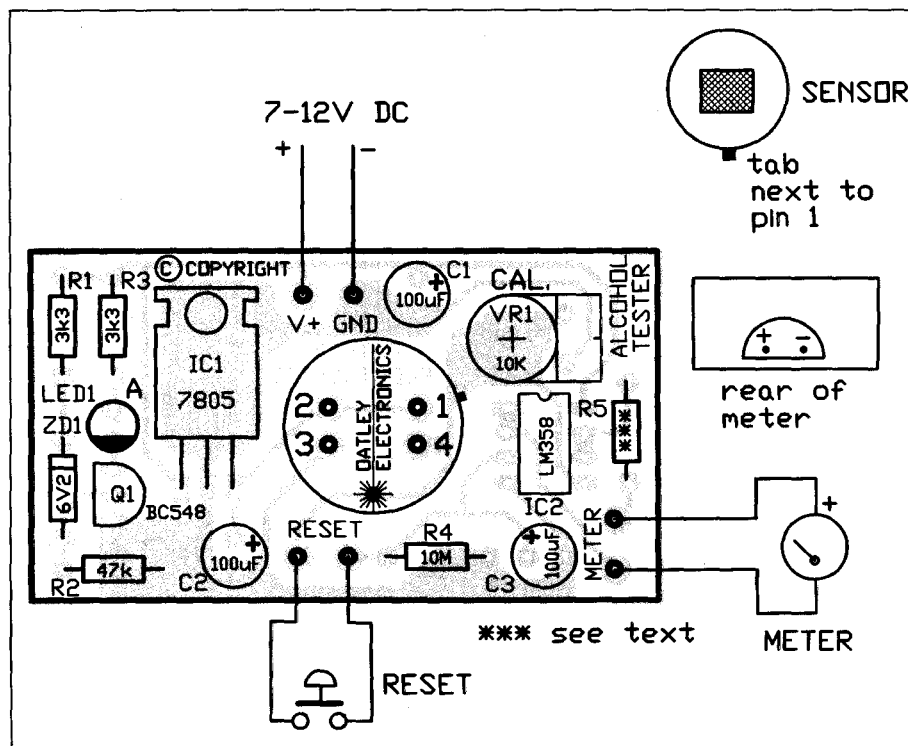 SENSOR
7-12V DC
+ -
tab
next to
pin 1
R1 R3 © COPYRIGHT
C1
+
100uF
CAL.
VR1
10K
ALCOHOL
TESTER
V+ GND
3k3 3k3
IC1
7805
+ -
rear of
meter
LED1 A
ZD1
2 1
3 4
OATLEY
ELECTRONICS
R5
***
LM358
IC2
6V2
Q1
BC548
RESET
R4
10M
+
100uF
C3
METER
+
R2 47k
C2
+
100uF
*** see text
METER
RESET